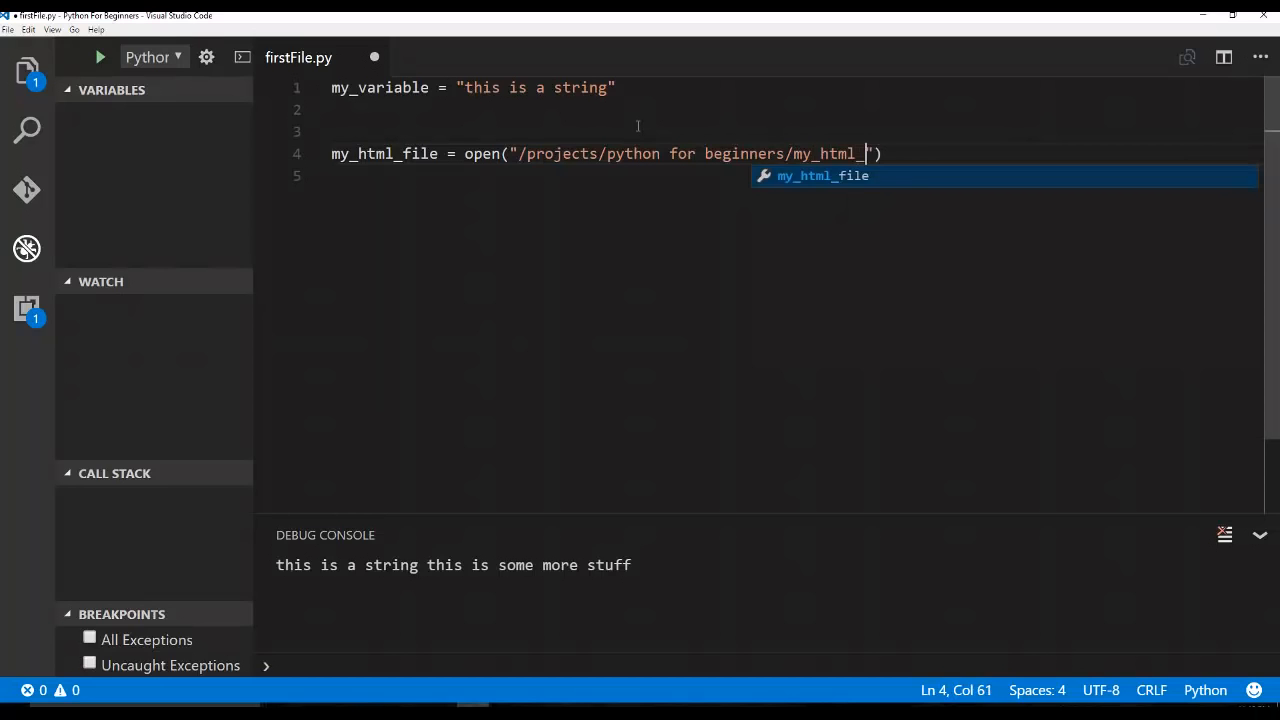 firstFile.py - Python For Beginners - Visual Studio Code
File Edit View Go Help
Python
firstFile.py
1
VARIABLES
1 my_variable = "this is a string"
2
3
4 my_html_file = open("/projects/python for beginners/my_html_")
5
my_html_file
WATCH
1
CALL STACK
DEBUG CONSOLE
this is a string this is some more stuff
BREAKPOINTS
All Exceptions
Uncaught Exceptions
0 0 Ln 4, Col 61 Spaces: 4 UTF-8 CRLF Python